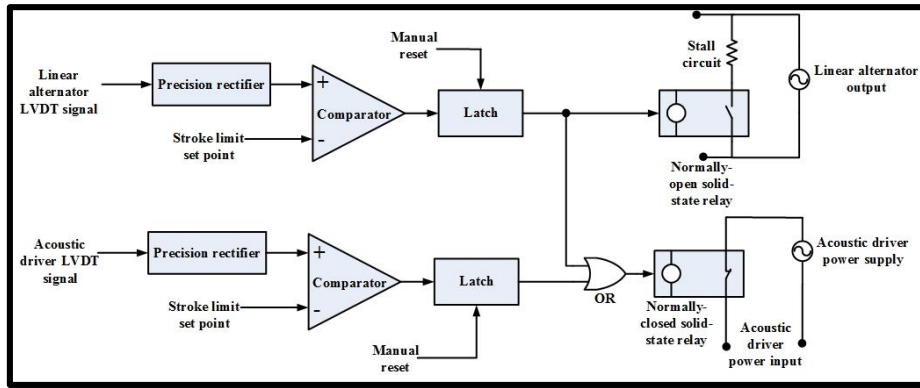 Linear
alternator
LVDT signal
Precision rectifier
Stroke limit
set point
+
Comparator
-
Manual
reset
Latch
Stall
circuit
Linear alternator
output
Normally-
open solid-
state relay
Acoustic
driver LVDT
signal
Precision rectifier
Stroke limit
set point
+
Comparator
-
Latch
Manual
reset
OR
Normally-
closed solid-
state relay
Acoustic driver
power supply
Acoustic
driver
power input